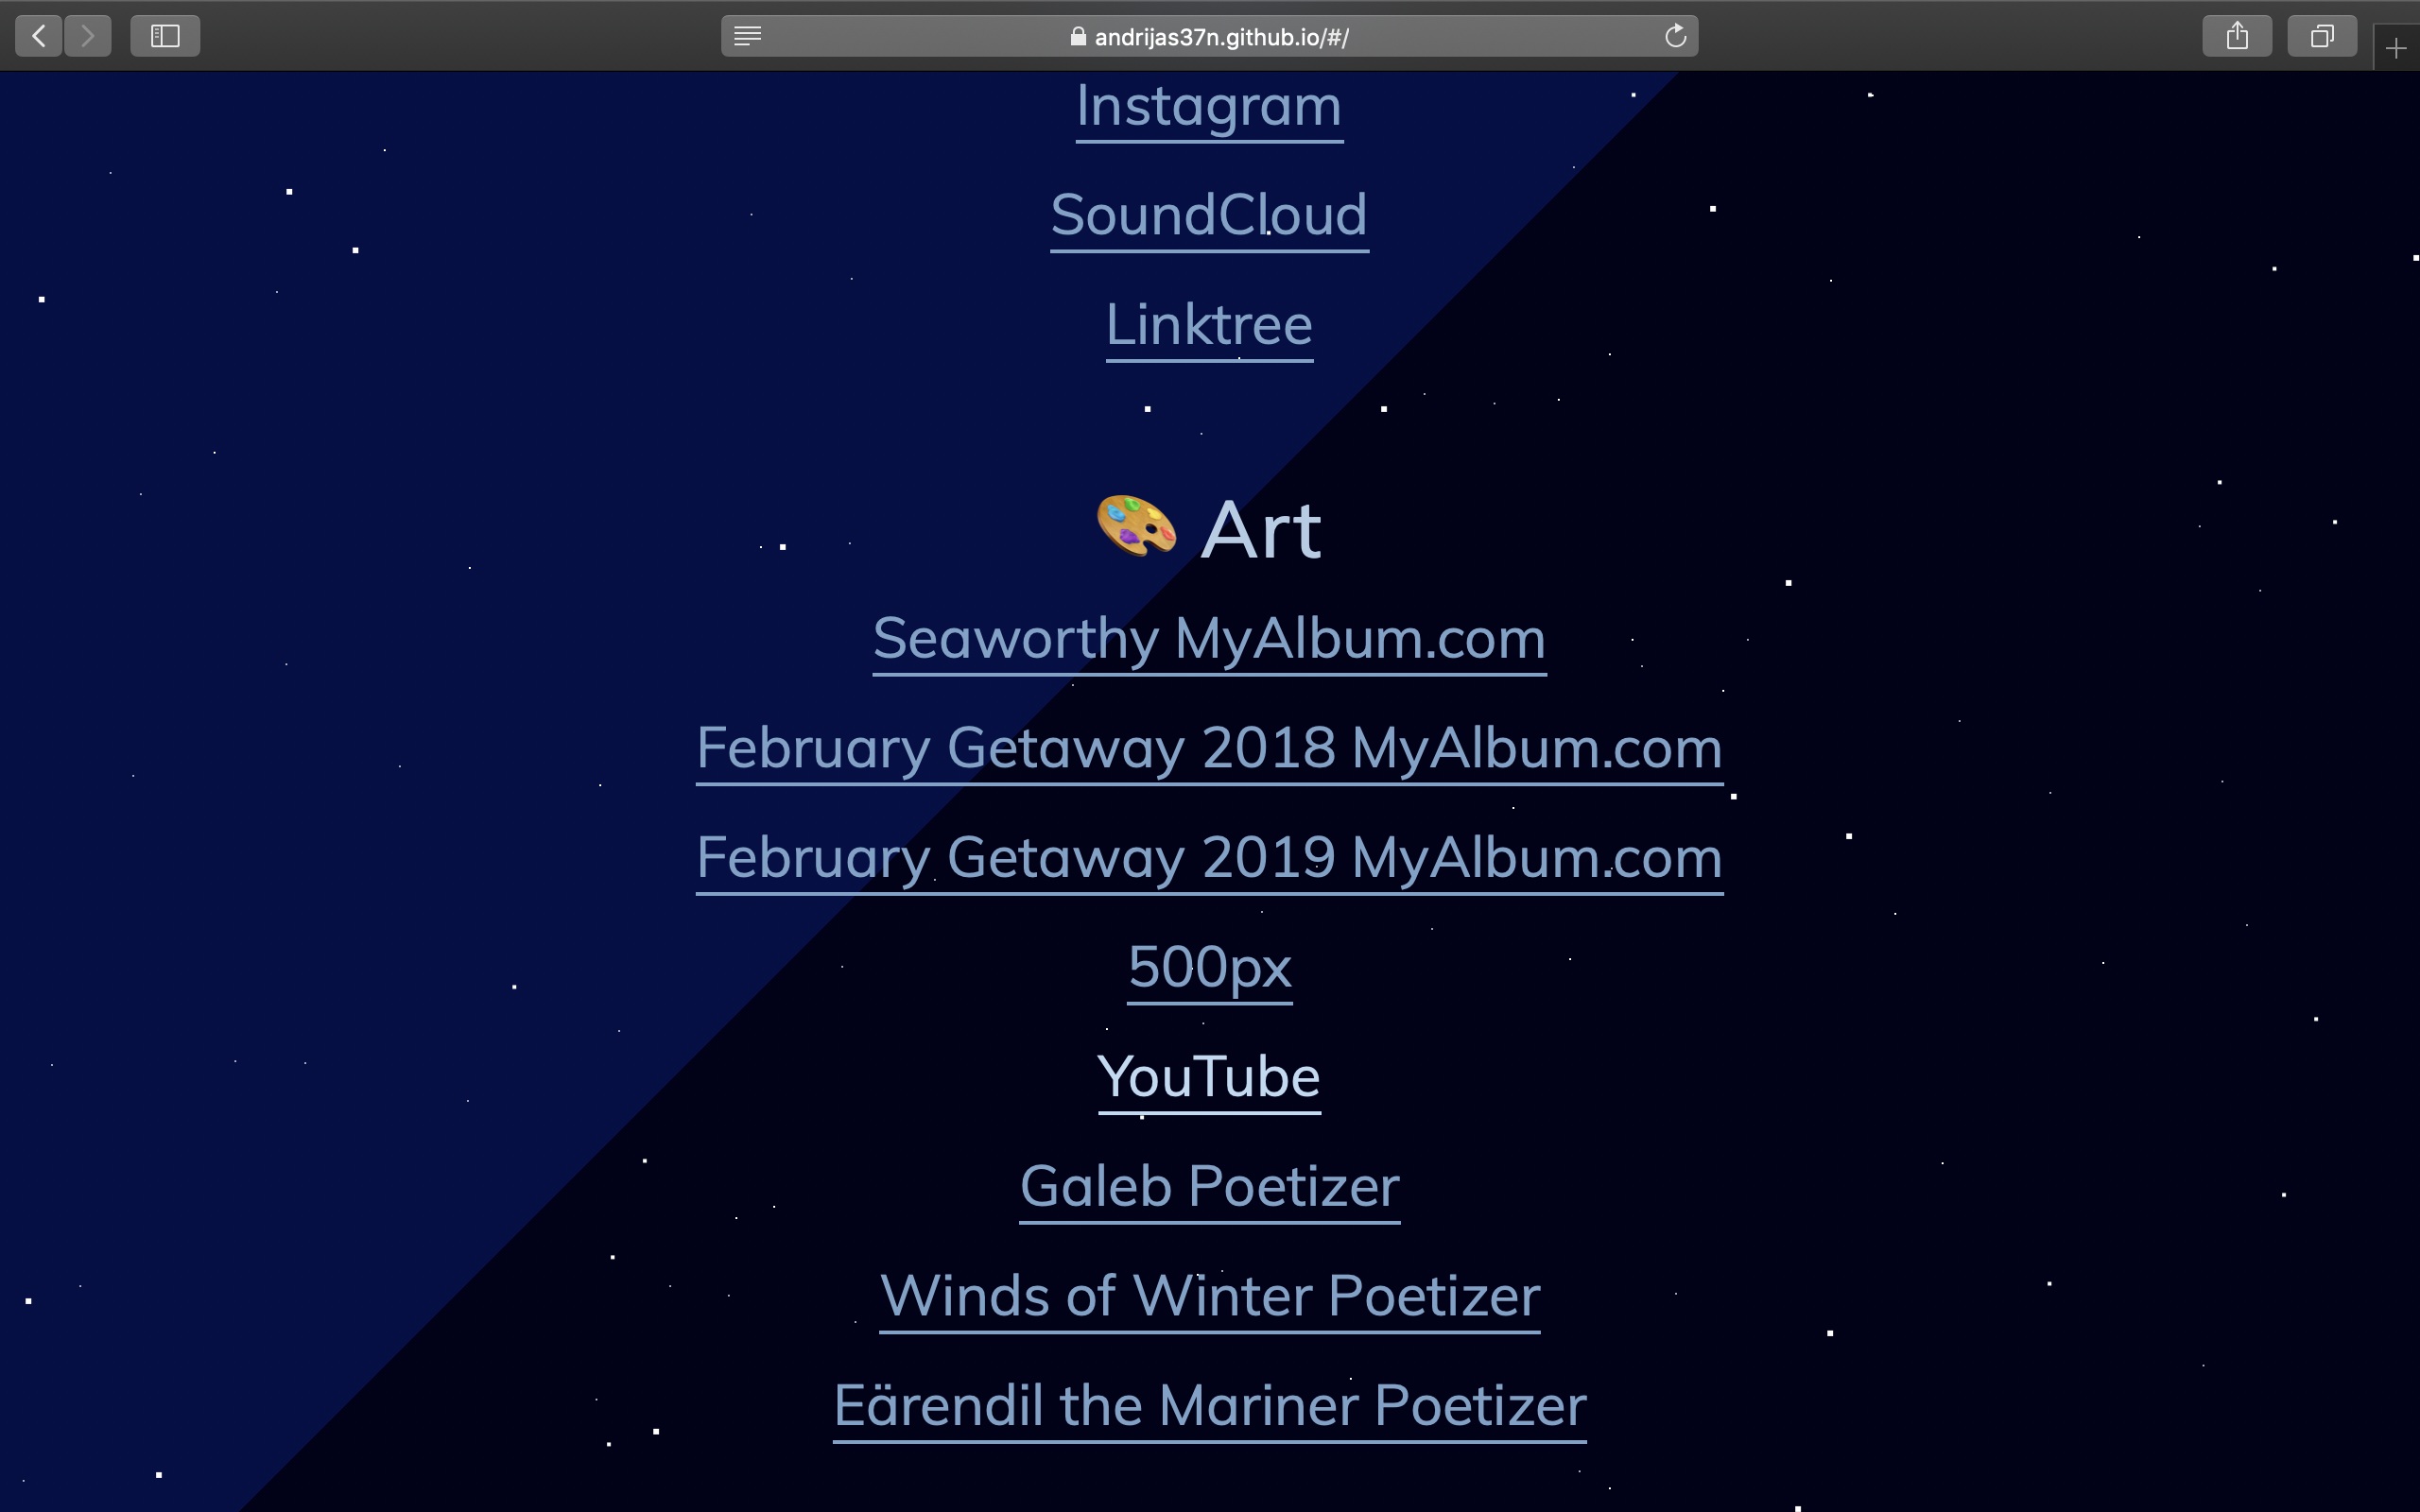 andrijas37n.github.io/#/
Instagram
SoundCloud
Linktree
🎨 Art
Seaworthy MyAlbum.com
February Getaway 2018 MyAlbum.com
February Getaway 2019 MyAlbum.com
500px
YouTube
Galeb Poetizer
Winds of Winter Poetizer
Eärendil the Mariner Poetizer